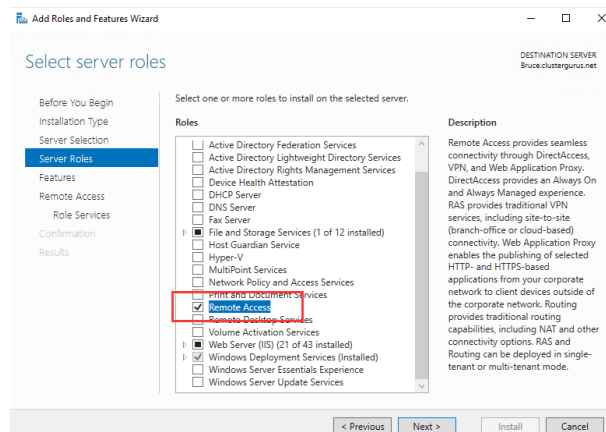 Add Roles and Features Wizard
Select server roles
DESTINATION SERVER
Bruce.clustergurus.net
Before You Begin
Installation Type
Server Selection
Server Roles
Features
Remote Access
Role Services
Confirmation
Results
Select one or more roles to install on the selected server.
Roles
Active Directory Federation Services
Active Directory Lightweight Directory Services
Active Directory Rights Management Services
Device Health Attestation
DHCP Server
DNS Server
Fax Server
File and Storage Services (1 of 12 installed)
Host Guardian Service
Hyper-V
MultiPoint Services
Network Policy and Access Services
Print and Document Services
Remote Access
Remote Desktop Services
Volume Activation Services
Web Server (IIS) (21 of 43 installed)
Windows Deployment Services (Installed)
Windows Server Essentials Experience
Windows Server Update Services
Description
Remote Access provides seamless
connectivity through DirectAccess,
VPN, and Web Application Proxy.
DirectAccess provides an Always On
and Always Managed experience.
RAS provides traditional VPN
services, including site-to-site
(branch-office or cloud-based)
connectivity. Web Application Proxy
enables the publishing of selected
HTTP- and HTTPS-based
applications from your corporate
network to client devices outside of
the corporate network. Routing
provides traditional routing
capabilities, including NAT and other
connectivity options. RAS and
Routing can be deployed in single-
tenant or multi-tenant mode.
< Previous
Next >
Install
Cancel